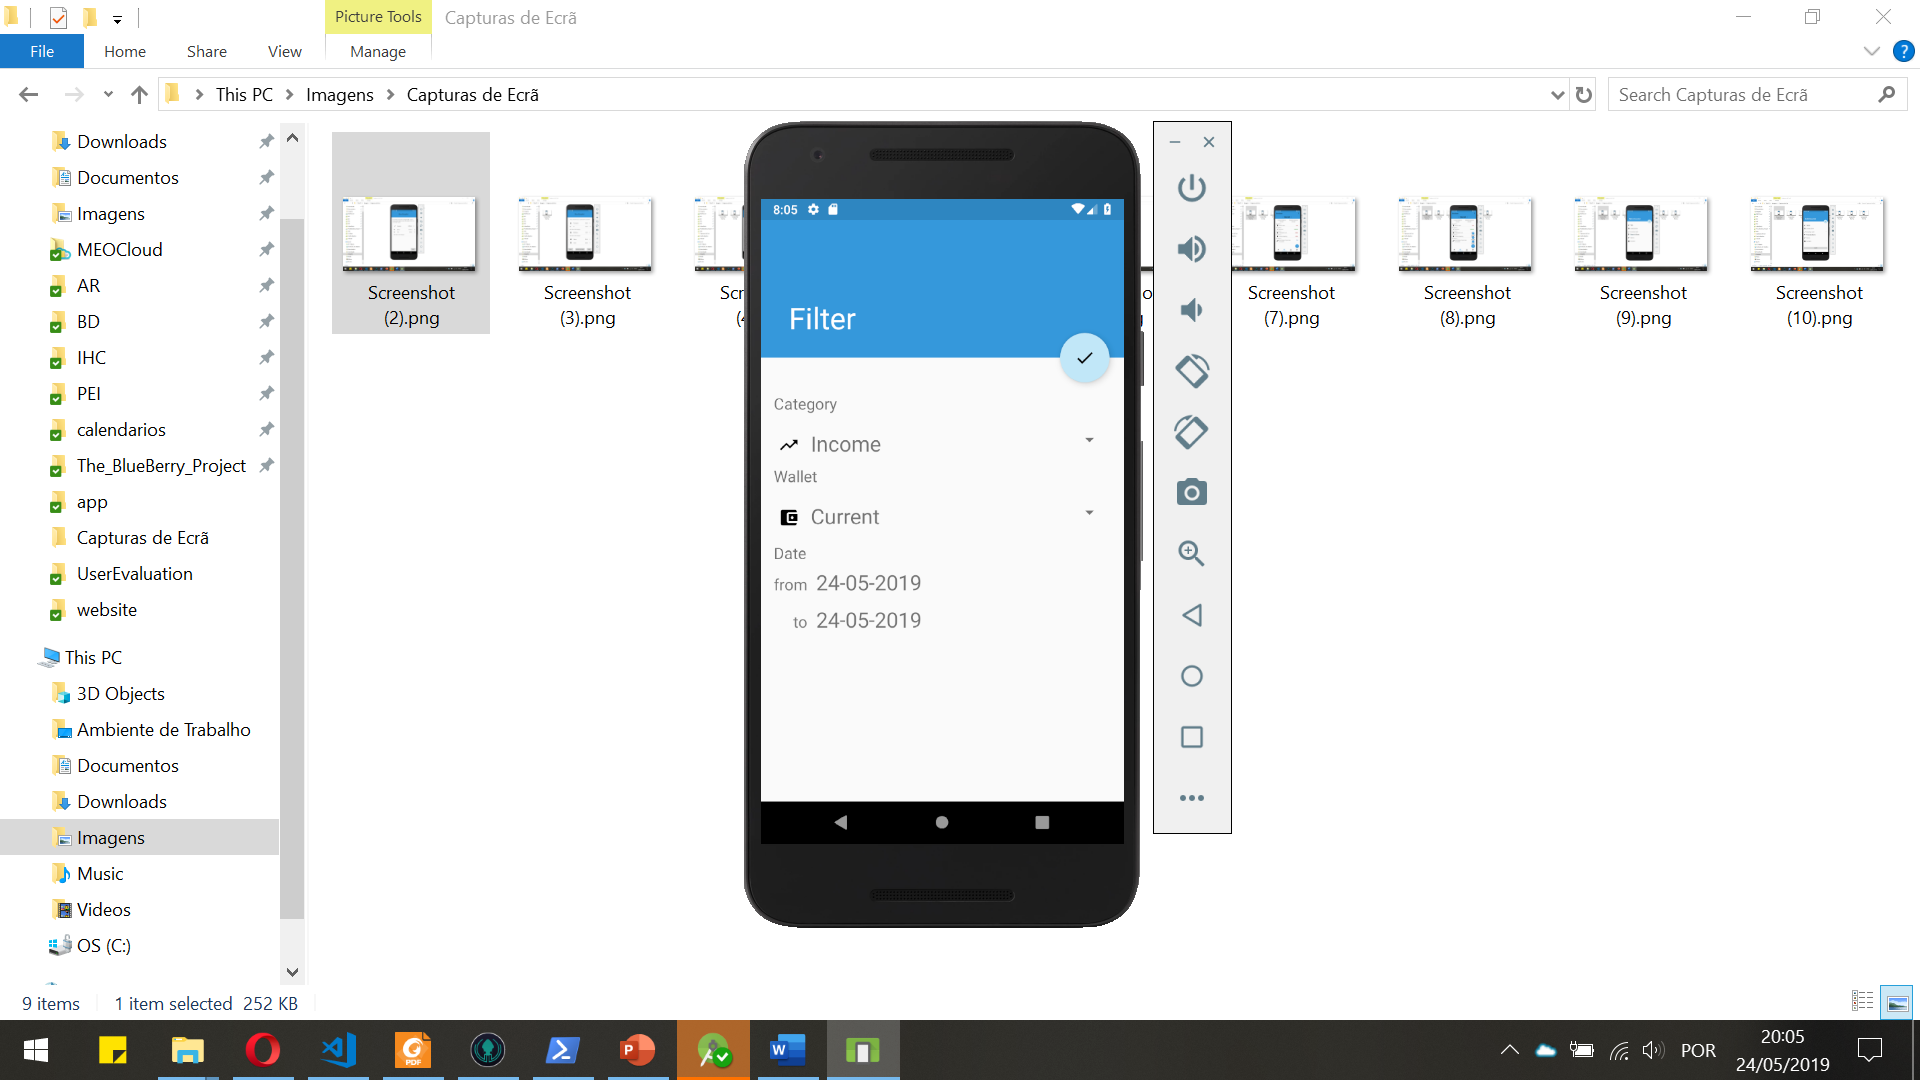 Picture Tools
Capturas de Ecrã
File
Home
Share
View
Manage
This PC
Imagens
Capturas de Ecrã
Search Capturas de Ecrã
Downloads
Documentos
Imagens
MEOCloud
AR
BD
IHC
PEI
calendarios
The_BlueBerry_Project
app
Capturas de Ecrã
UserEvaluation
website
This PC
3D Objects
Ambiente de Trabalho
Documentos
Downloads
Imagens
Music
Videos
OS (C:)
Screenshot
(2).png
Screenshot
(3).png
Screenshot
(7).png
Screenshot
(8).png
Screenshot
(9).png
Screenshot
(10).png
8:05
Filter
Category
Income
Wallet
Current
Date
from 24-05-2019
to 24-05-2019
9 items
1 item selected 252 KB
POR
20:05
24/05/2019